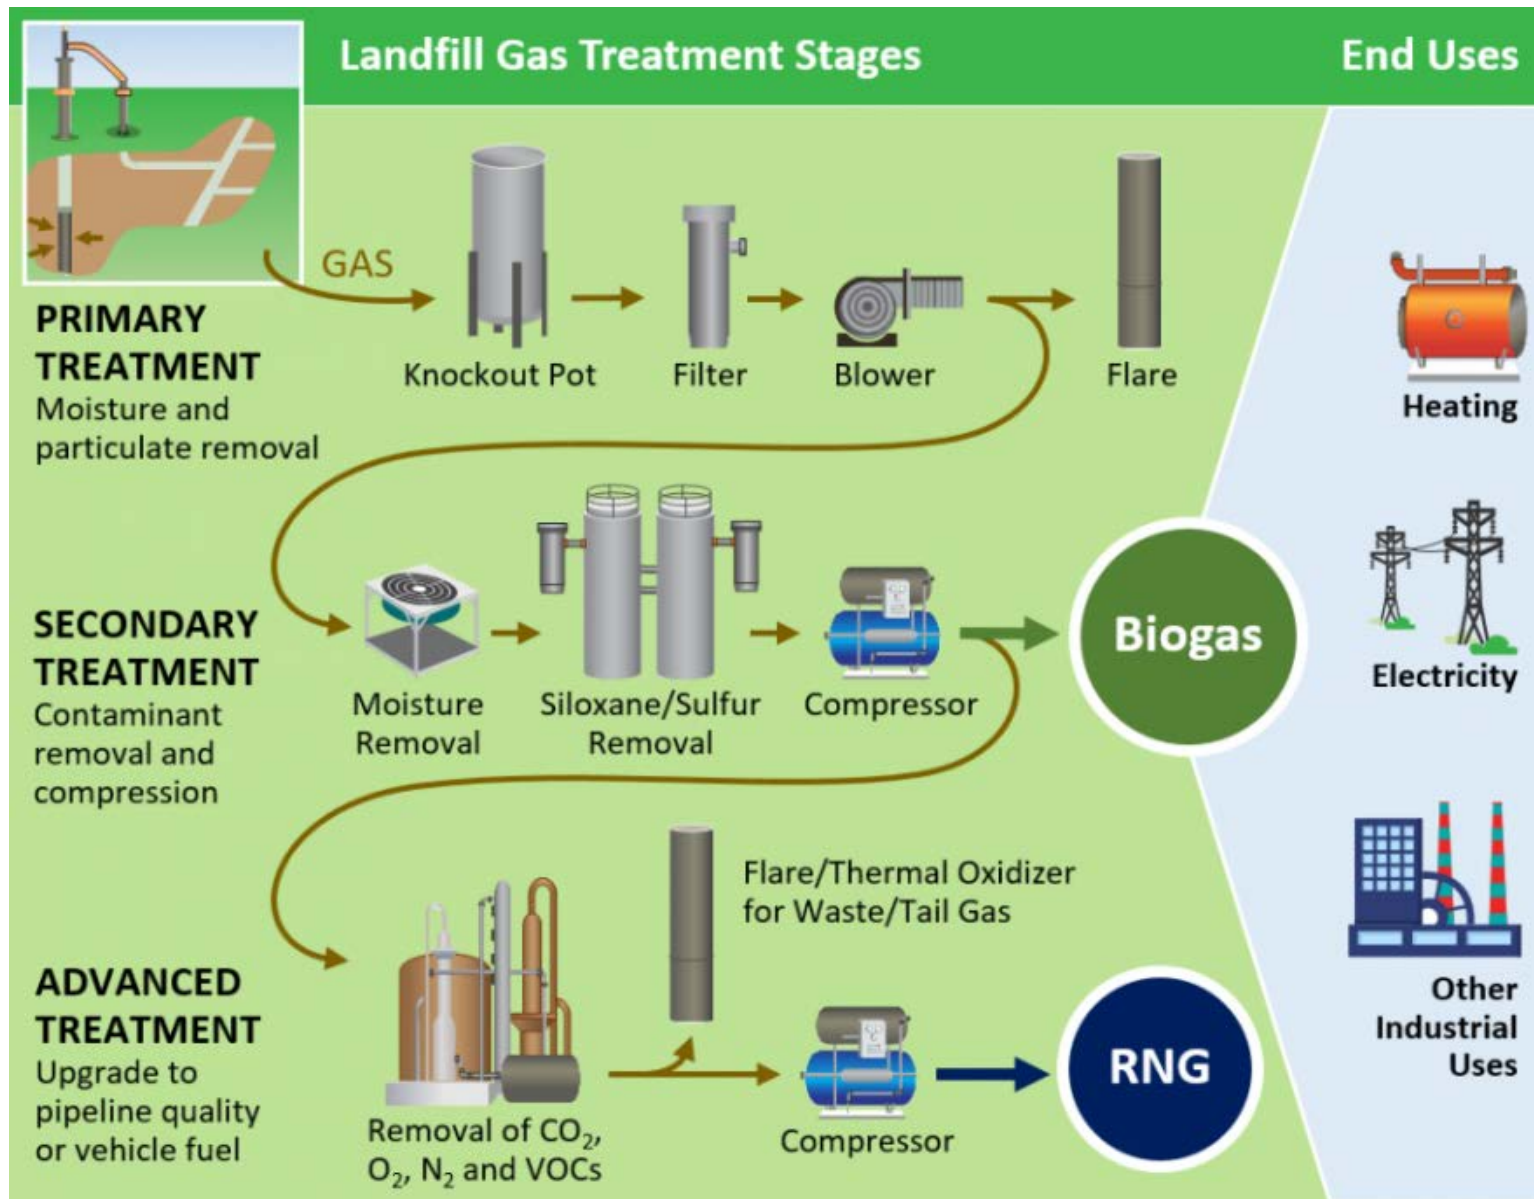 Landfill Gas Treatment Stages
End Uses
GAS
PRIMARY
TREATMENT
Moisture and
particulate removal
Knockout Pot
Filter
Blower
Flare
Heating
SECONDARY
TREATMENT
Contaminant
removal and
compression
Moisture
Removal
Siloxane/Sulfur
Removal
Compressor
Biogas
Electricity
ADVANCED
TREATMENT
Upgrade to
pipeline quality
or vehicle fuel
Removal of CO₂,
O₂, N₂ and VOCs
Flare/Thermal Oxidizer
for Waste/Tail Gas
Compressor
RNG
Other
Industrial
Uses